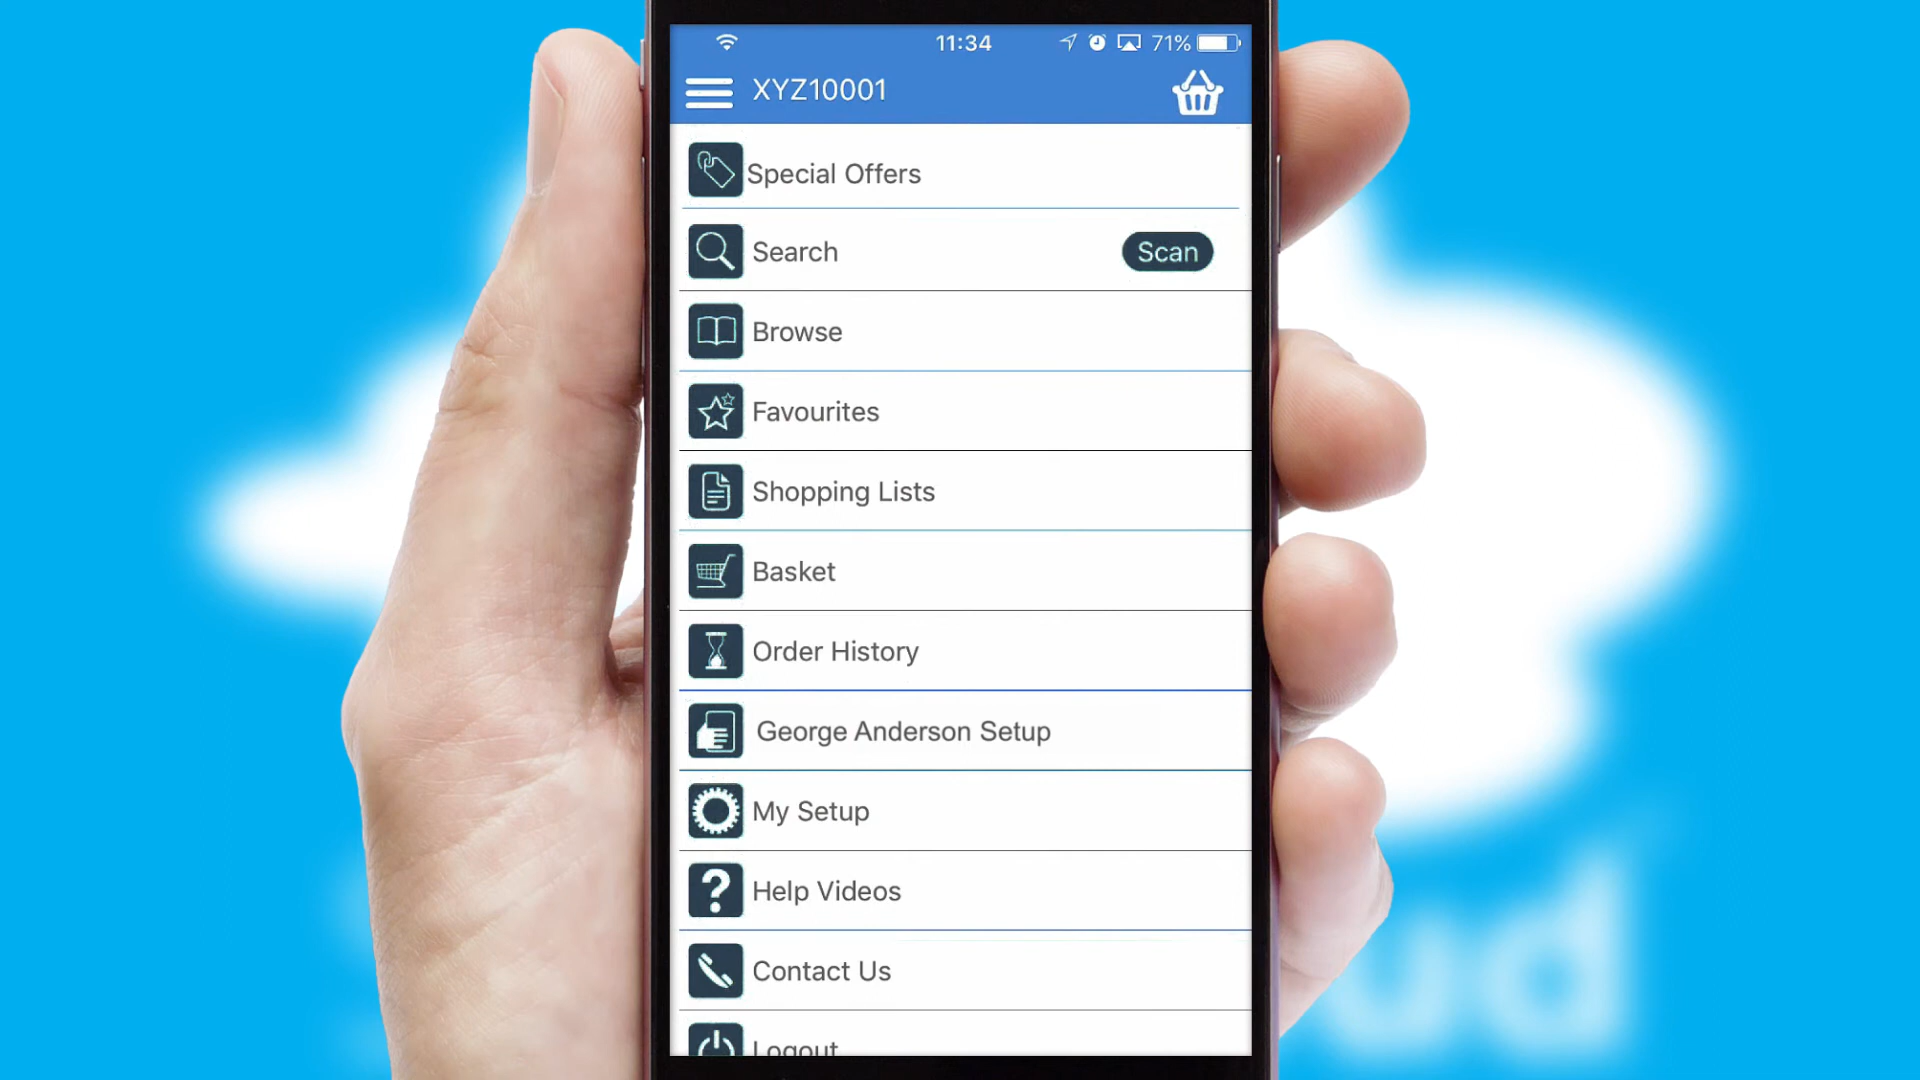 11:34 71%
XYZ10001
Special Offers
Search Scan
Browse
Favourites
Shopping Lists
Basket
Order History
George Anderson Setup
My Setup
Help Videos
Contact Us
Logout
ud